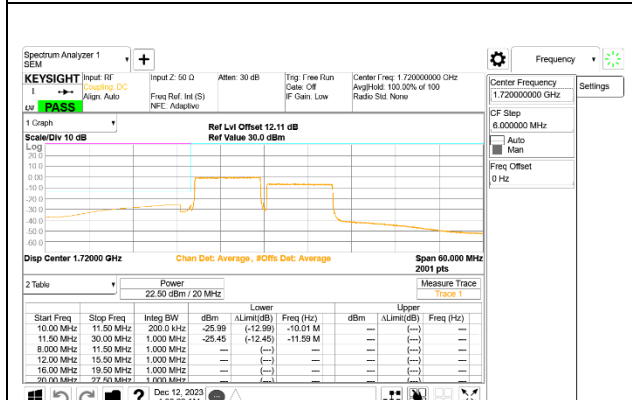 Spectrum Analyzer 1
SEM
Frequency
KEYSIGHT Input: RF Input Z: 50 Ω Atten: 30 dB Trig: Free Run Center Freq: 1.720000000 GHz
Coupling: DC Gate: Off Avg|Hold: 100.00% of 100
Align: Auto Freq Ref: Int (S) IF Gain: Low Radio Std: None
NFE: Adaptive
PASS
Center Frequency
1.720000000 GHz
Settings
CF Step
6.000000 MHz
Auto
Man
Freq Offset
0 Hz
1 Graph
Ref Lvl Offset 12.11 dB
Scale/Div 10 dB Ref Value 30.0 dBm
Log
20.0
10.0
0.00
-10.0
-20.0
-30.0
-40.0
-50.0
-60.0
Disp Center 1.72000 GHz Chan Det: Average, #Offs Det: Average Span 60.000 MHz
2001 pts
2 Table Power Measure Trace
22.50 dBm / 20 MHz Trace 1
Lower Upper
Start Freq Stop Freq Integ BW dBm ΔLimit(dB) Freq (Hz) dBm ΔLimit(dB) Freq (Hz)
10.00 MHz 11.50 MHz 200.0 kHz -25.99 (-12.99) -10.01 M --- (---) ---
11.50 MHz 30.00 MHz 1.000 MHz -25.45 (-12.45) -11.59 M --- (---) ---
8.000 MHz 11.50 MHz 1.000 MHz --- (---) --- --- (---) ---
12.00 MHz 15.50 MHz 1.000 MHz --- (---) --- --- (---) ---
16.00 MHz 19.50 MHz 1.000 MHz --- (---) --- --- (---) ---
20.00 MHz 27.50 MHz 1.000 MHz --- (---) --- --- (---) ---
? Dec 12, 2023